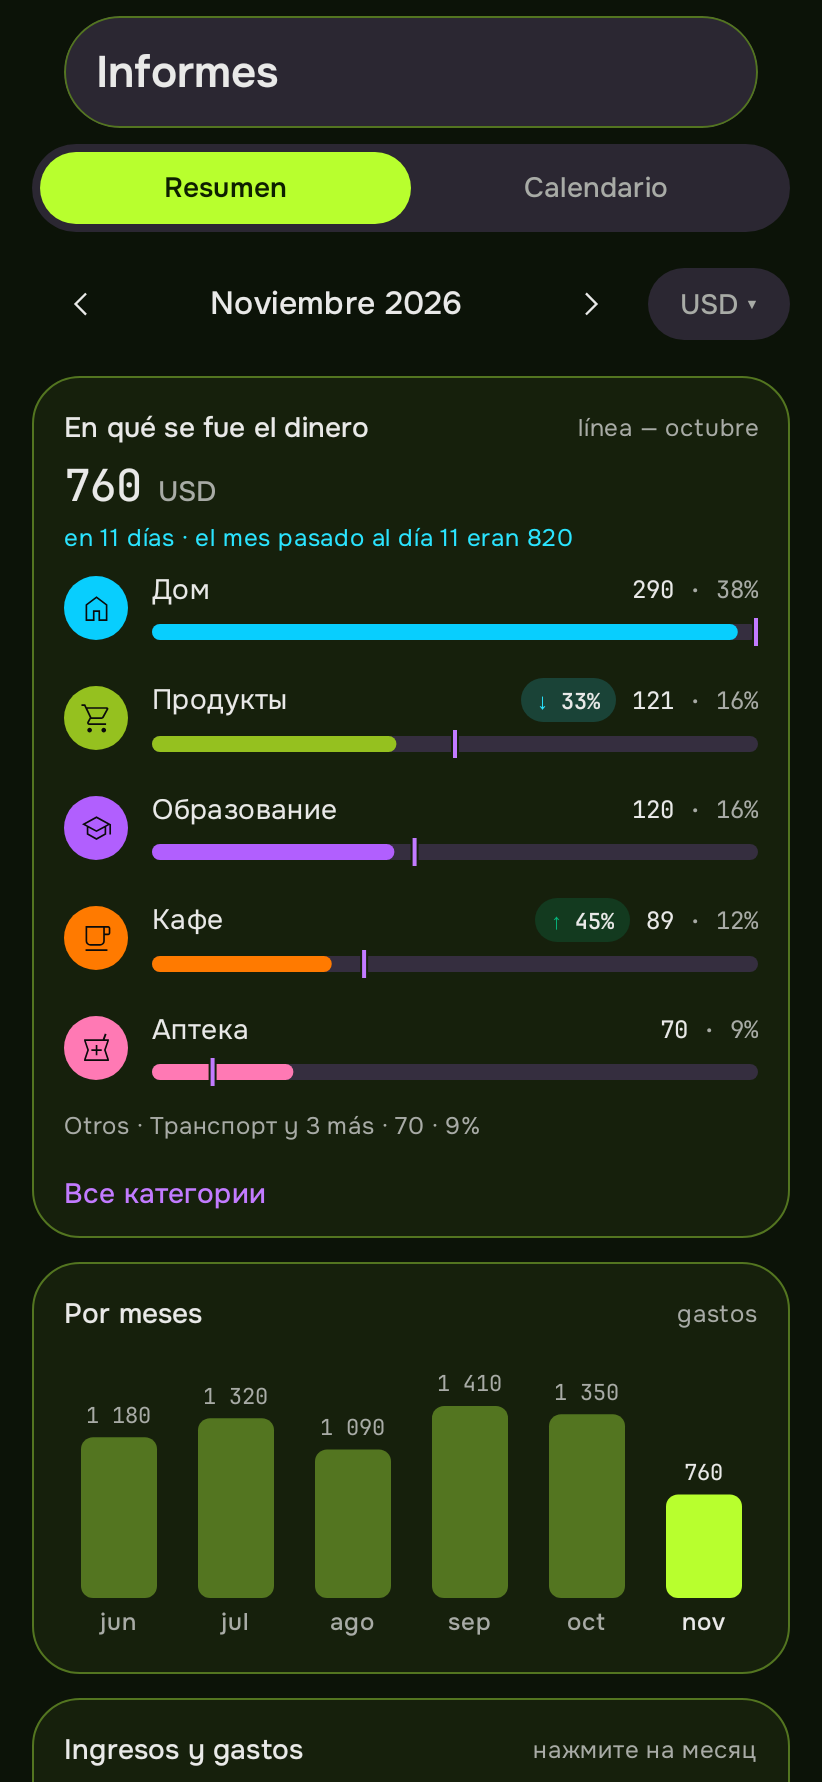 Informes
Resumen
Calendario
Noviembre 2026
USD ▾
En qué se fue el dinero
línea — octubre
760 USD
en 11 días · el mes pasado al día 11 eran 820
Дом
290 · 38%
Продукты
↓ 33% 121 · 16%
Образование
120 · 16%
Кафе
↑ 45% 89 · 12%
Аптека
70 · 9%
Otros · Транспорт y 3 más · 70 · 9%
Все категории
Por meses
gastos
1 180
1 320
1 090
1 410
1 350
760
jun
jul
ago
sep
oct
nov
Ingresos y gastos
нажмите на месяц